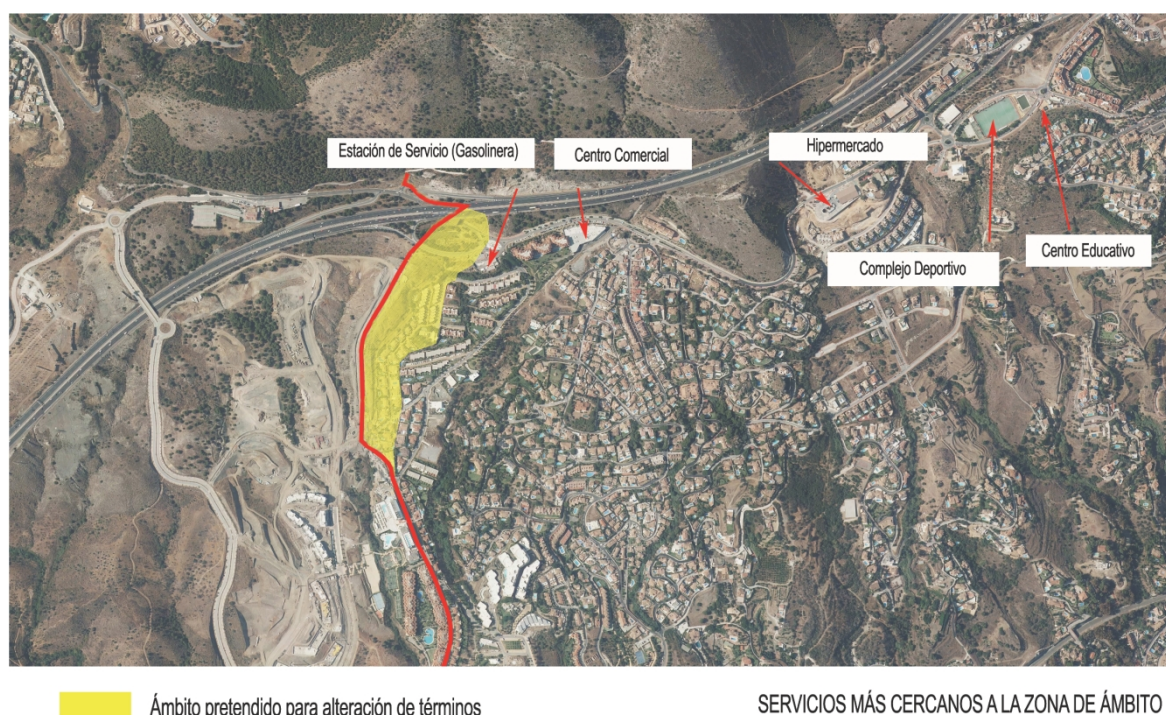 Estación de Servicio (Gasolinera)
Centro Comercial
Hipermercado
Complejo Deportivo
Centro Educativo
Ámbito pretendido para alteración de términos
SERVICIOS MÁS CERCANOS A LA ZONA DE ÁMBITO